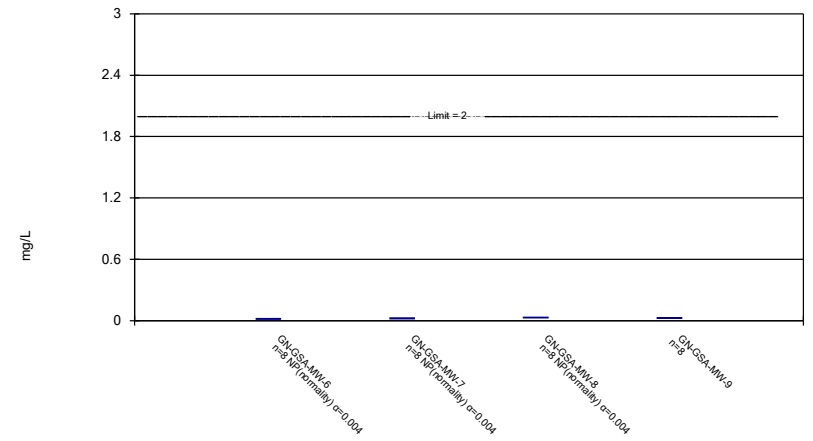 3
2.4
Limit = 2
1.8
1.2
mg/L
0.6
0
GN-GSA-MW-6
n=8 NP(normality) α=0.004
GN-GSA-MW-7
n=8 NP(normality) α=0.004
GN-GSA-MW-8
n=8 NP(normality) α=0.004
GN-GSA-MW-9
n=8